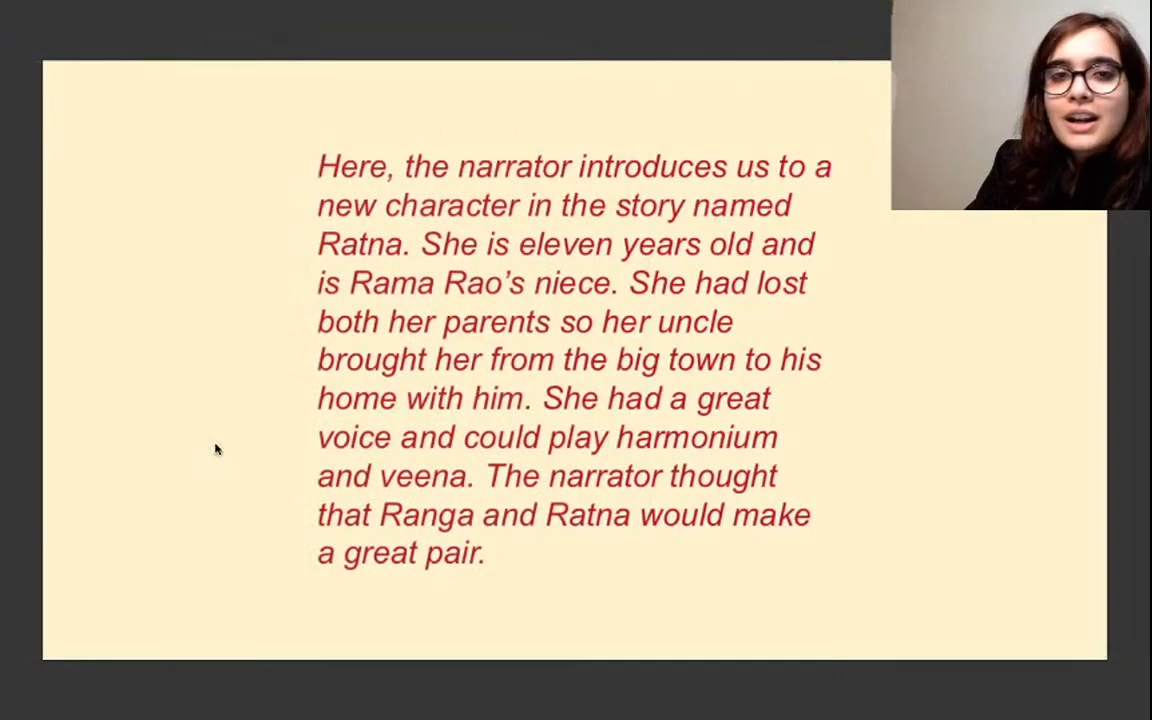 Here, the narrator introduces us to a
new character in the story named
Ratna. She is eleven years old and
is Rama Rao’s niece. She had lost
both her parents so her uncle
brought her from the big town to his
home with him. She had a great
voice and could play harmonium
and veena. The narrator thought
that Ranga and Ratna would make
a great pair.